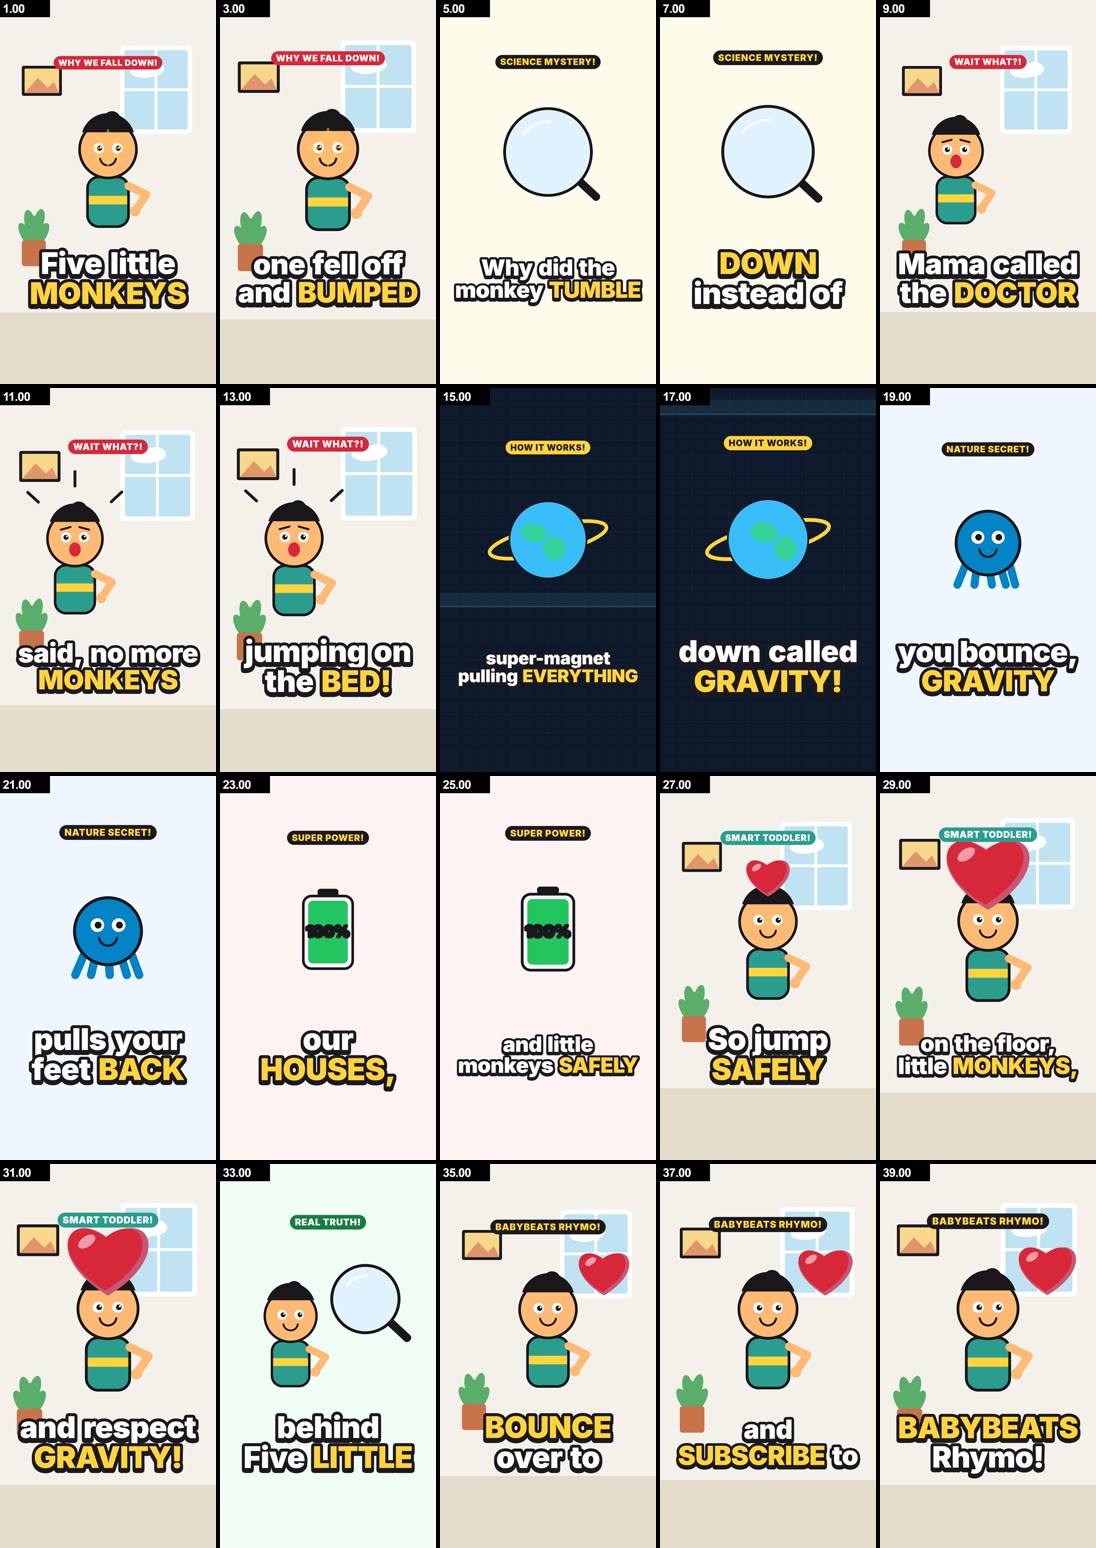 1.00
WHY WE FALL DOWN!
Five little
MONKEYS
3.00
WHY WE FALL DOWN!
one fell off
and BUMPED
5.00
SCIENCE MYSTERY!
Why did the
monkey TUMBLE
7.00
SCIENCE MYSTERY!
DOWN
instead of
9.00
WAIT WHAT?!
Mama called
the DOCTOR
11.00
WAIT WHAT?!
said, no more
MONKEYS
13.00
WAIT WHAT?!
jumping on
the BED!
15.00
HOW IT WORKS!
super-magnet
pulling EVERYTHING
17.00
HOW IT WORKS!
down called
GRAVITY!
19.00
NATURE SECRET!
you bounce,
GRAVITY
21.00
NATURE SECRET!
pulls your
feet BACK
23.00
SUPER POWER!
100%
our
HOUSES,
25.00
SUPER POWER!
100%
and little
monkeys SAFELY
27.00
SMART TODDLER!
So jump
SAFELY
29.00
SMART TODDLER!
on the floor,
little MONKEYS,
31.00
SMART TODDLER!
and respect
GRAVITY!
33.00
REAL TRUTH!
behind
Five LITTLE
35.00
BABYBEATS RHYMO!
BOUNCE
over to
37.00
BABYBEATS RHYMO!
and
SUBSCRIBE to
39.00
BABYBEATS RHYMO!
BABYBEATS
Rhymo!